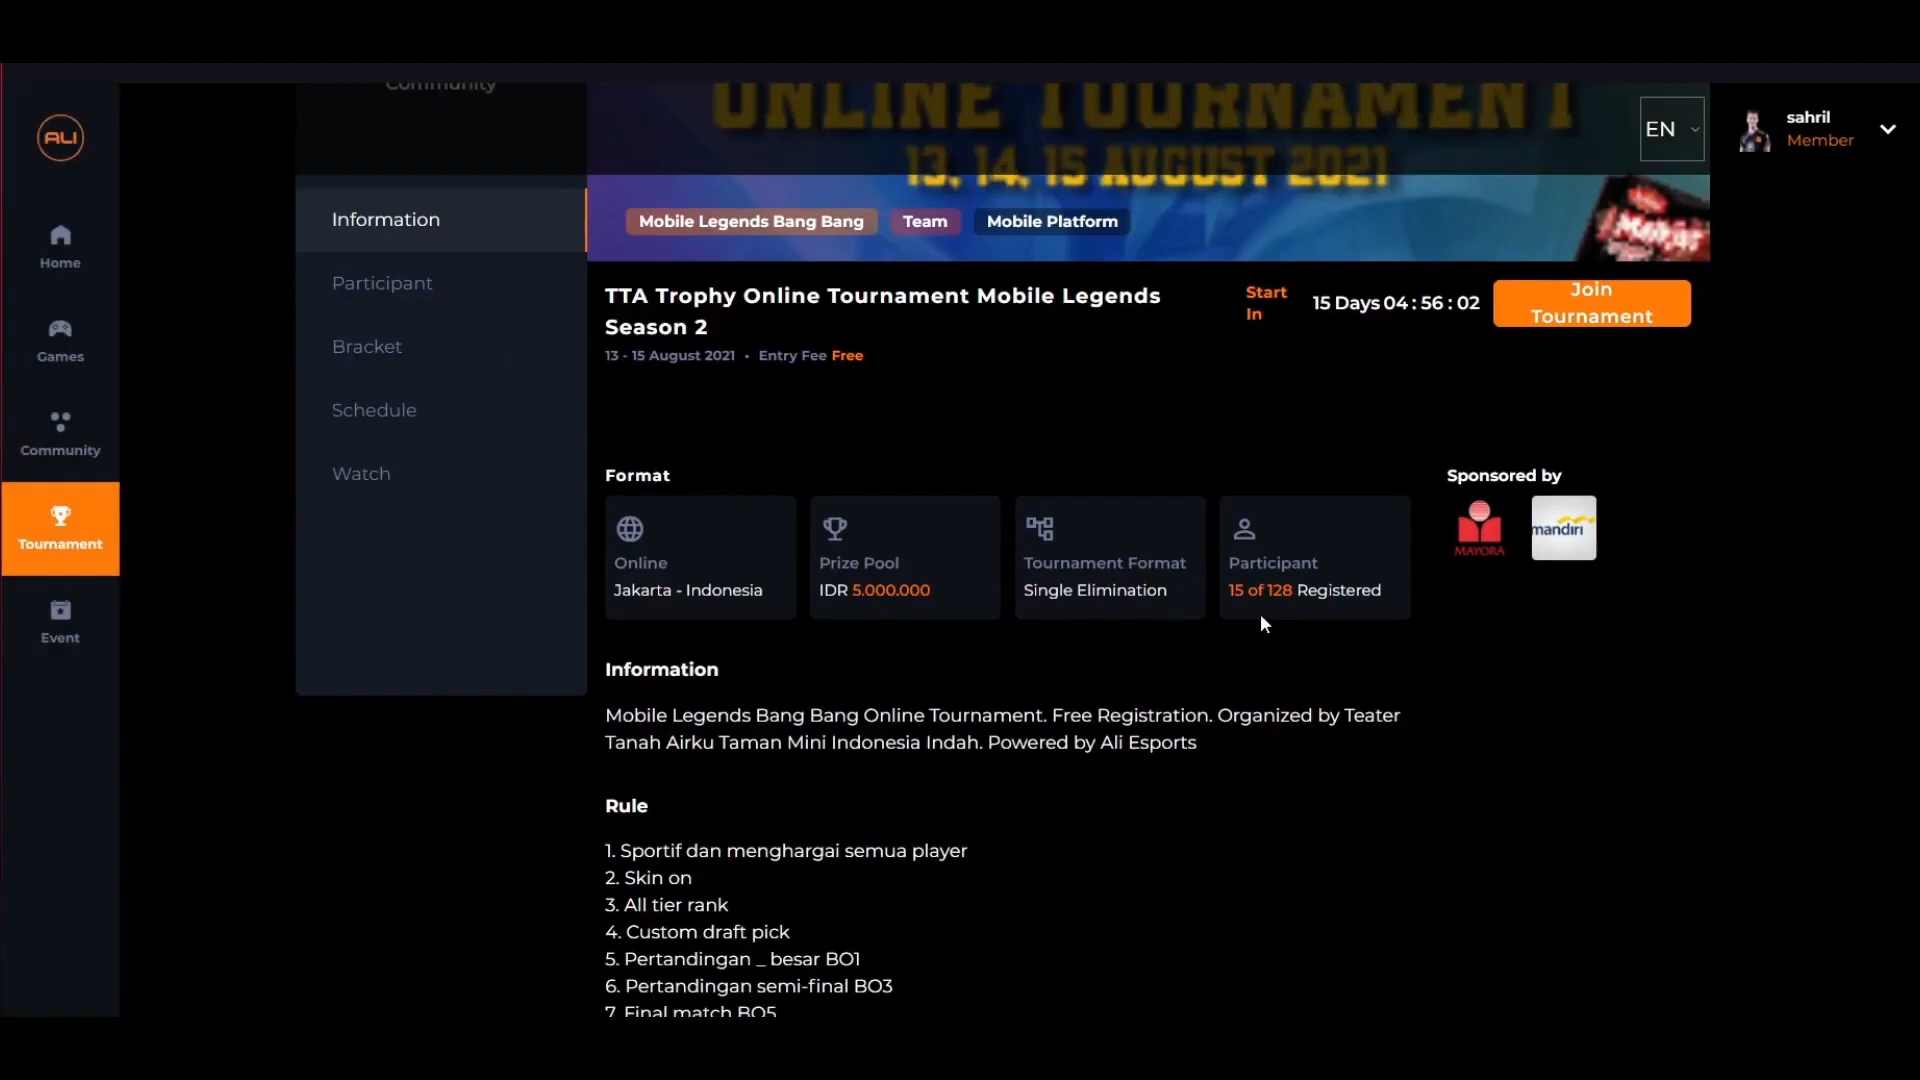 Community
ONLINE TOURNAMENT
13, 14, 15 AUGUST 2021
EN
sahril
Member
ALI
Home
Games
Community
Tournament
Event
Information
Participant
Bracket
Schedule
Watch
Mobile Legends Bang Bang
Team
Mobile Platform
TTA Trophy Online Tournament Mobile Legends
Season 2
13 - 15 August 2021 • Entry Fee Free
Start
In
15 Days 04 : 56 : 02
Join
Tournament
Format
Online
Jakarta - Indonesia
Prize Pool
IDR 5.000.000
Tournament Format
Single Elimination
Participant
15 of 128 Registered
Sponsored by
MAYORA
mandiri
Information
Mobile Legends Bang Bang Online Tournament. Free Registration. Organized by Teater
Tanah Airku Taman Mini Indonesia Indah. Powered by Ali Esports
Rule
1. Sportif dan menghargai semua player
2. Skin on
3. All tier rank
4. Custom draft pick
5. Pertandingan _ besar BO1
6. Pertandingan semi-final BO3
7. Final match BO5